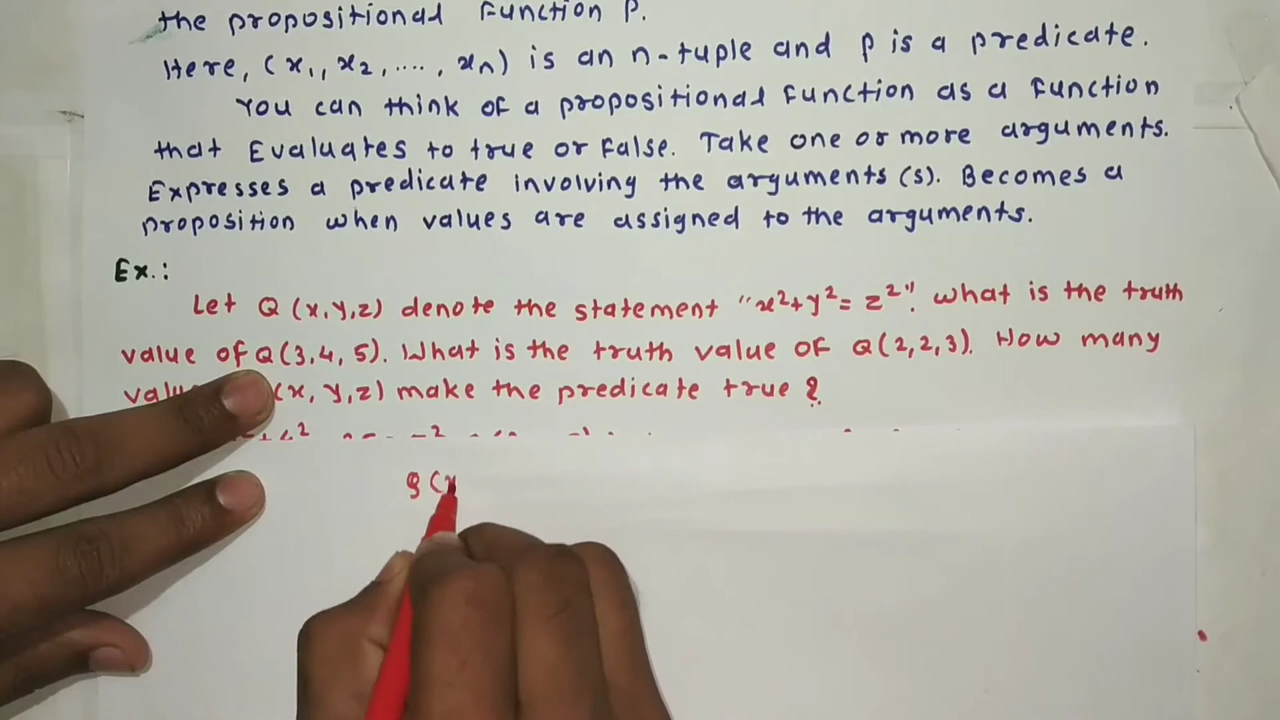 the propositional function P.
Here, (x1, x2, ...., xn) is an n-tuple and P is a predicate.
You can think of a propositional function as a function
that Evaluates to true or False. Take one or more arguments.
Expresses a predicate involving the arguments (s). Becomes a
proposition when values are assigned to the arguments.
Ex.:
Let Q (x,y,z) denote the statement "x²+y²= z²". What is the truth
value of Q(3,4,5). What is the truth value of Q(2,2,3). How many
valu (x, y, z) make the predicate true ?
Q (x